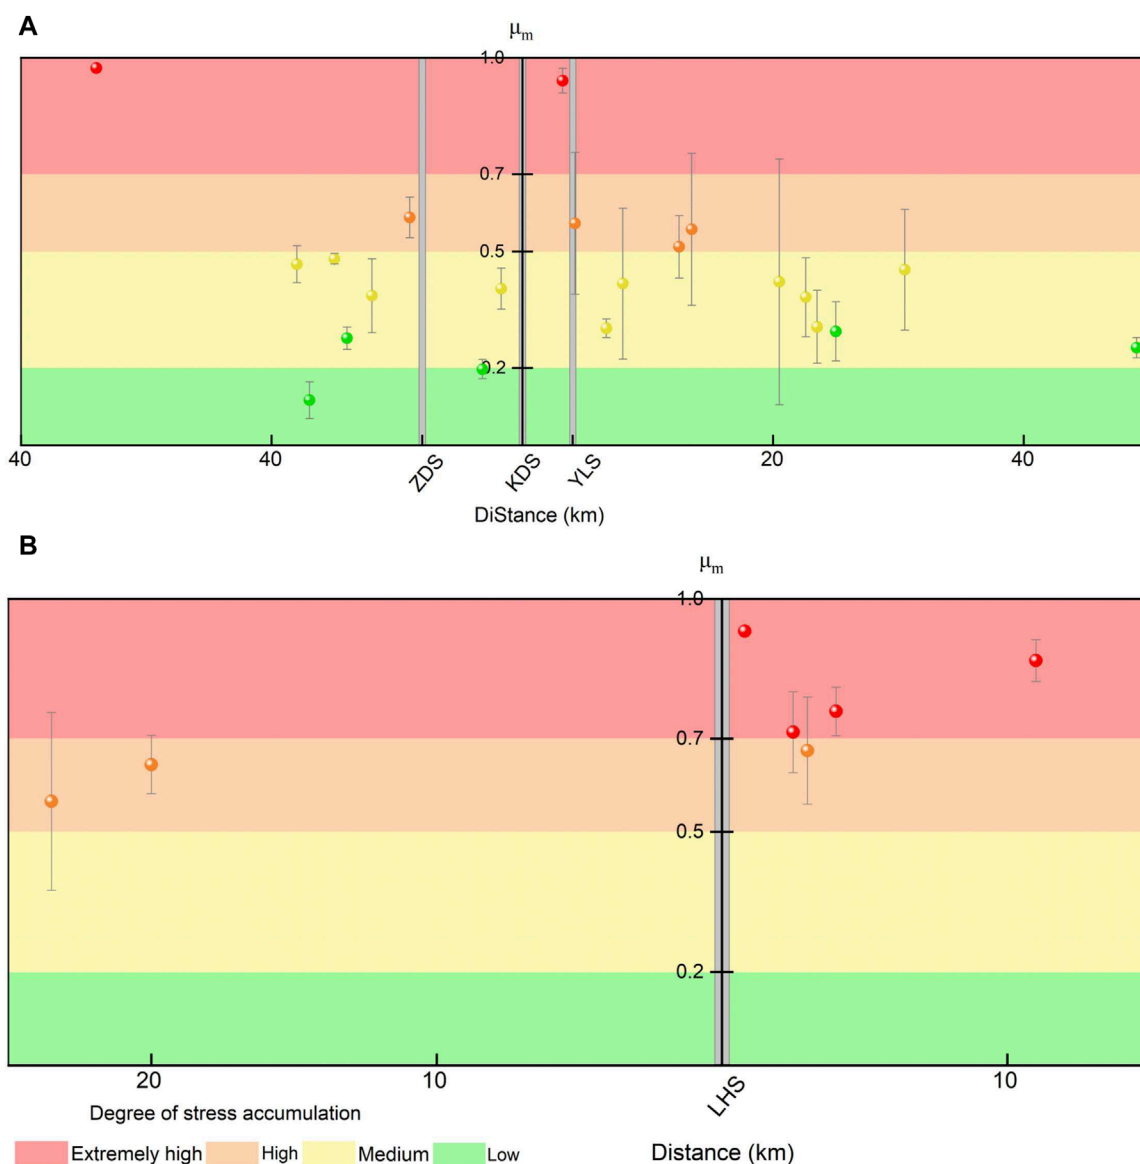 A
μm
1.0
0.7
0.5
0.2
40 40 ZDS KDS YLS 20 40
DiStance (km)
B
μm
1.0
0.7
0.5
0.2
20 10 LHS 10
Degree of stress accumulation
Extremely high High Medium Low
Distance (km)